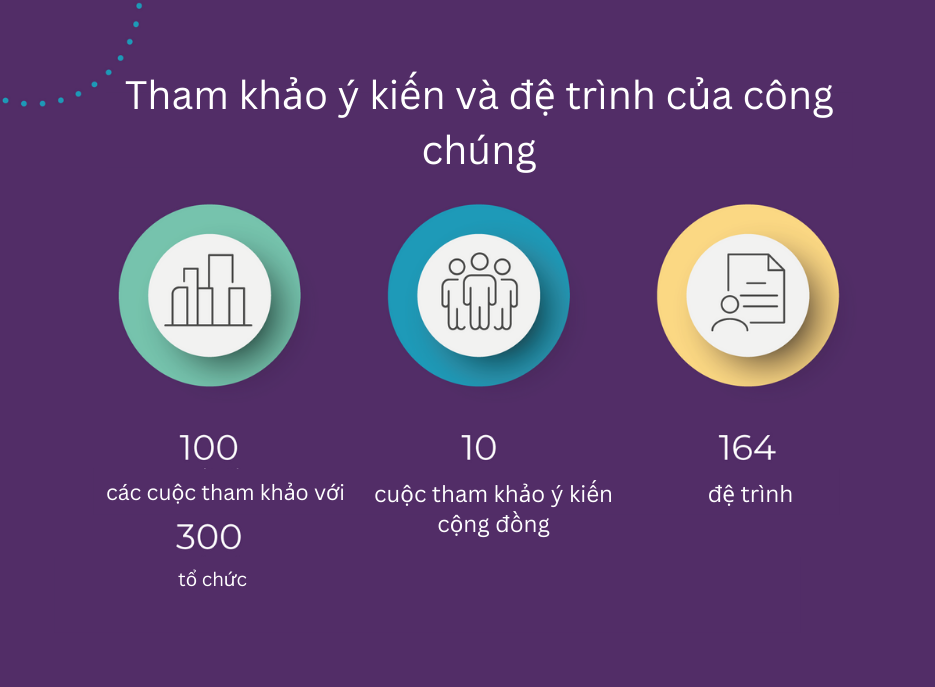 Tham khảo ý kiến và đệ trình của công
chúng
100
các cuộc tham khảo với
300
tổ chức
10
cuộc tham khảo ý kiến
cộng đồng
164
đệ trình